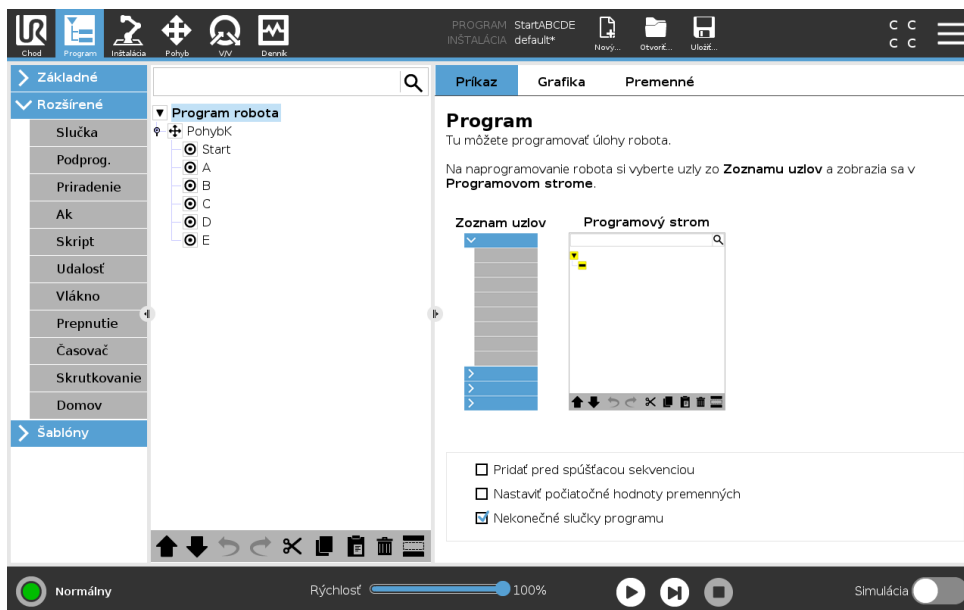 PROGRAM StartABCDE
INŠTALÁCIA default*
Chod
Program
Inštalácia
Pohyb
V/V
Denník
Nový...
Otvoriť...
Uložiť...
C C
C C
Základné
Rozšírené
Slučka
Podprog.
Priradenie
Ak
Skript
Udalosť
Vlákno
Prepnutie
Časovač
Skrutkovanie
Domov
Šablóny
Program robota
PohybK
Start
A
B
C
D
E
Príkaz
Grafika
Premenné
Program
Tu môžete programovať úlohy robota.
Na naprogramovanie robota si vyberte uzly zo Zoznamu uzlov a zobrazia sa v
Programovom strome.
Zoznam uzlov
Programový strom
Pridať pred spúšťacou sekvenciou
Nastaviť počiatočné hodnoty premenných
Nekonečné slučky programu
Normálny
Rýchlosť
100%
Simulácia